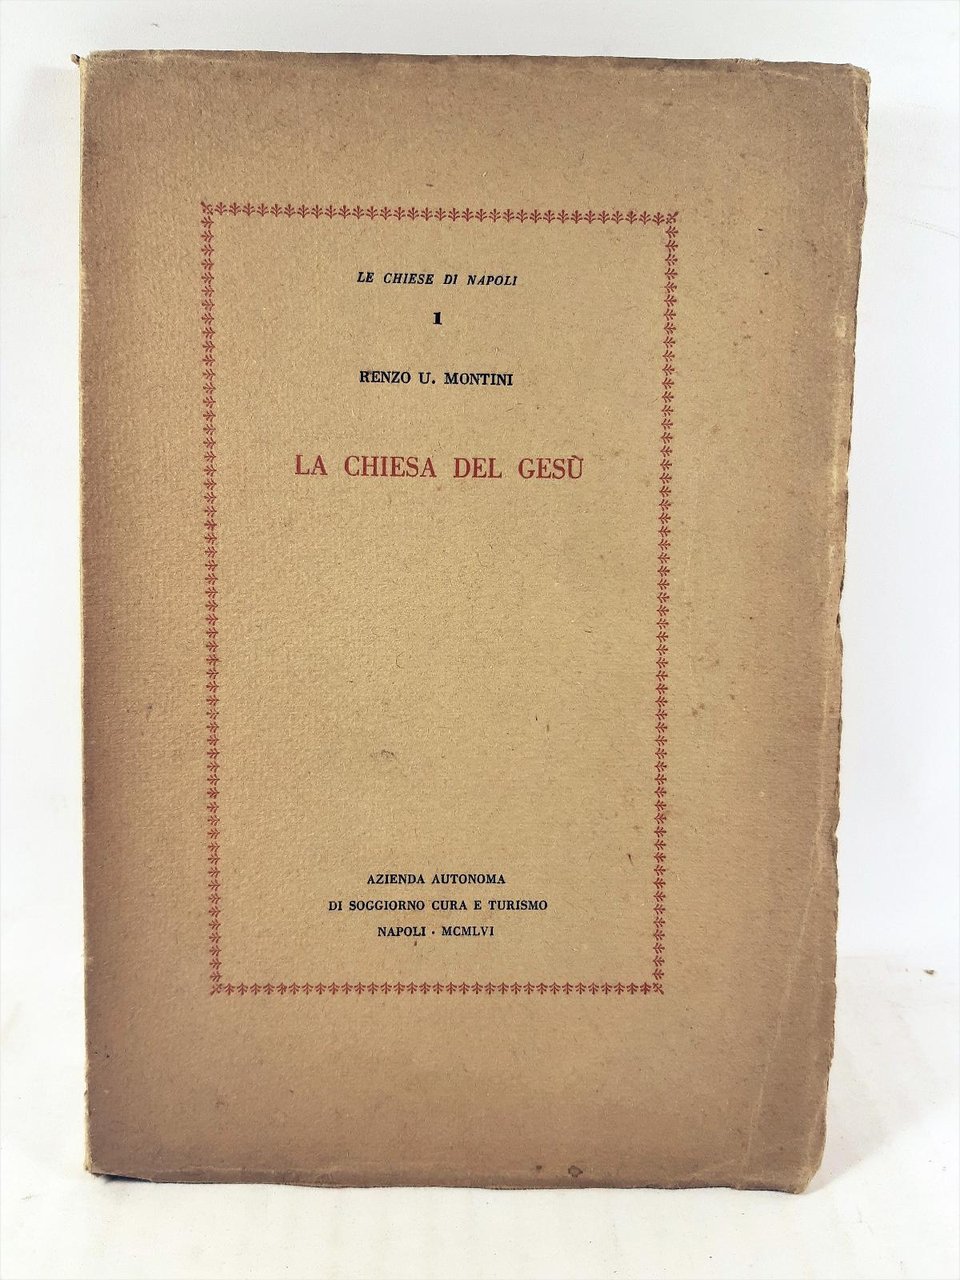 LE CHIESE DI NAPOLI
1
RENZO U. MONTINI
LA CHIESA DEL GESÙ
AZIENDA AUTONOMA
DI SOGGIORNO CURA E TURISMO
NAPOLI · MCMLVI